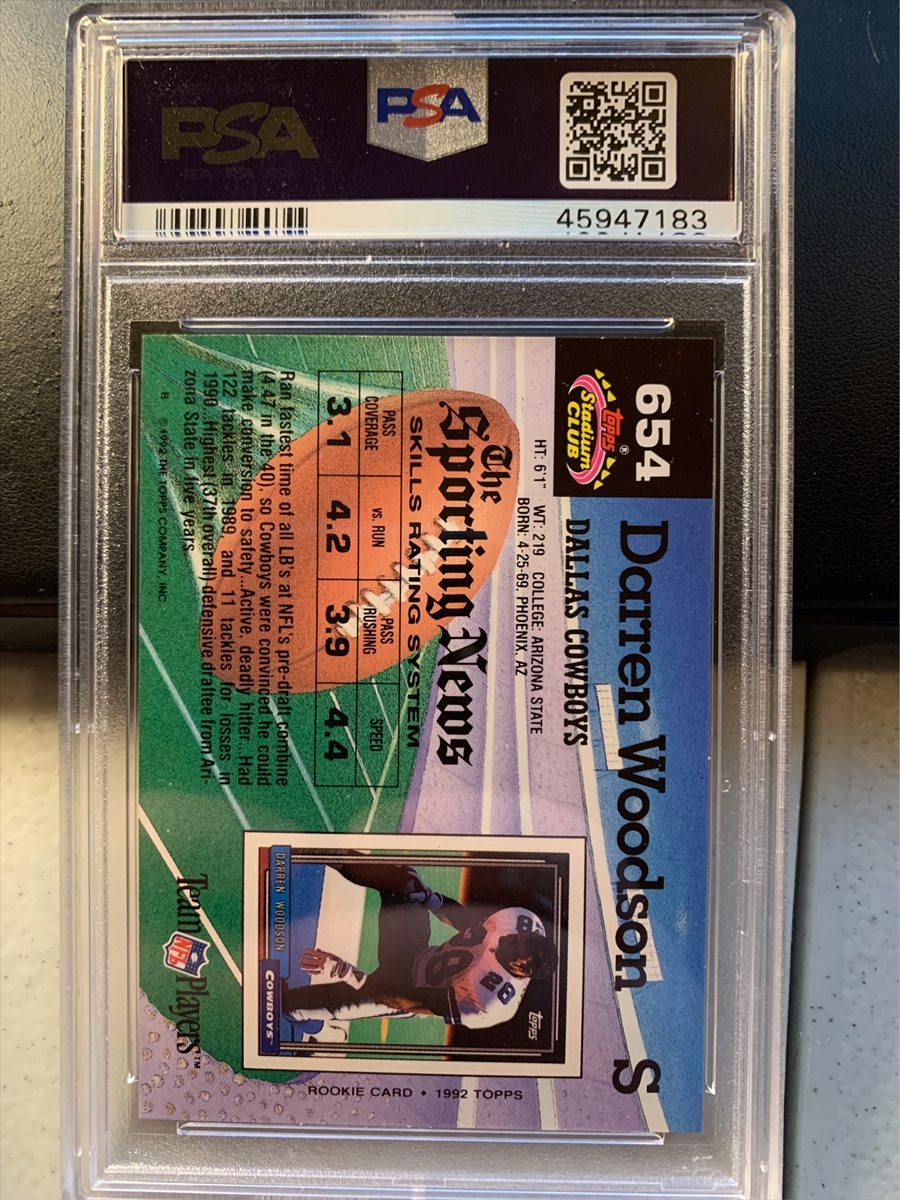 PSA
PSA
45947183
654
Topps®
Stadium
CLUB
Darren Woodson S
DALLAS COWBOYS
HT: 6'1" WT: 219 COLLEGE: ARIZONA STATE
BORN: 4-25-69, PHOENIX, AZ
The
Sporting News
SKILLS RATING SYSTEM
PASS COVERAGE vs. RUN PASS RUSHING SPEED
3.1 4.2 3.9 4.4
Ran fastest time of all LB's at NFL's pre-draft combine
(4.47 in the 40), so Cowboys were convinced he could
make conversion to safety...Active, deadly hitter...Had
122 tackles in 1989, and 11 tackles for losses in
1990...Highest (37th overall) defensive draftee from Ari-
zona State in five years.
B © 1992 THE TOPPS COMPANY, INC.
TOPPS
28
28
DARREN WOODSON
COWBOYS™
ROOKIE CARD • 1992 TOPPS
Team NFL Players™